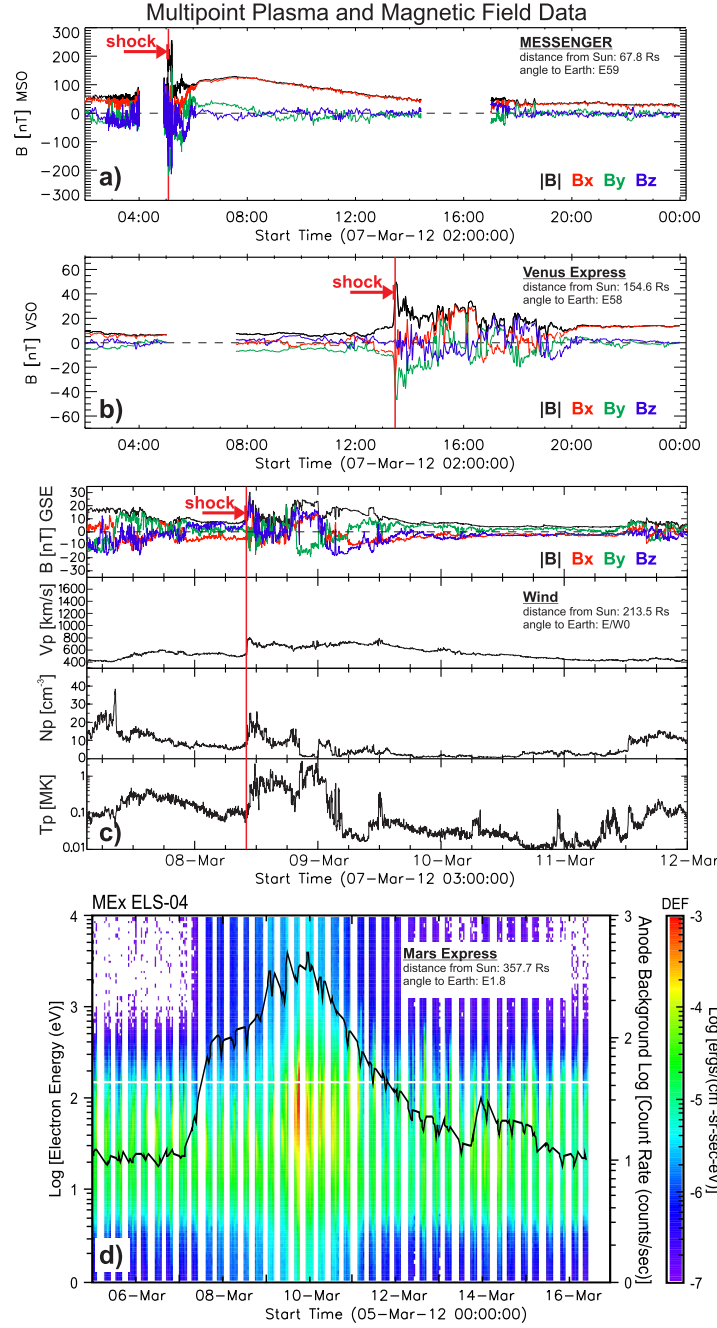 Multipoint Plasma and Magnetic Field Data
300
200
100
0
−100
−200
−300
B [nT] MSO
shock
MESSENGER
distance from Sun: 67.8 Rs
angle to Earth: E59
a)
|B| Bx By Bz
04:00 08:00 12:00 16:00 20:00 00:00
Start Time (07-Mar-12 02:00:00)
60
40
20
0
−20
−40
−60
B [nT] VSO
shock
Venus Express
distance from Sun: 154.6 Rs
angle to Earth: E58
b)
|B| Bx By Bz
04:00 08:00 12:00 16:00 20:00 00:00
Start Time (07-Mar-12 02:00:00)
30
20
10
0
−10
−20
−30
B [nT] GSE
shock
|B| Bx By Bz
1600
1400
1200
1000
800
600
400
Vp [km/s]
Wind
distance from Sun: 213.5 Rs
angle to Earth: E/W0
40
30
20
10
0
Np [cm⁻³]
1
0.10
0.01
Tp [MK]
c)
08-Mar 09-Mar 10-Mar 11-Mar 12-Mar
Start Time (07-Mar-12 03:00:00)
MEx ELS-04
DEF
4
3
2
1
0
Log [Electron Energy (eV)]
Mars Express
distance from Sun: 357.7 Rs
angle to Earth: E1.8
d)
3
2
2
1
1
0
Anode Background Log [Count Rate (counts/sec)]
-3
-4
-5
-6
-7
Log [ergs/(cm -sr-sec-eV)]
06-Mar 08-Mar 10-Mar 12-Mar 14-Mar 16-Mar
Start Time (05-Mar-12 00:00:00)